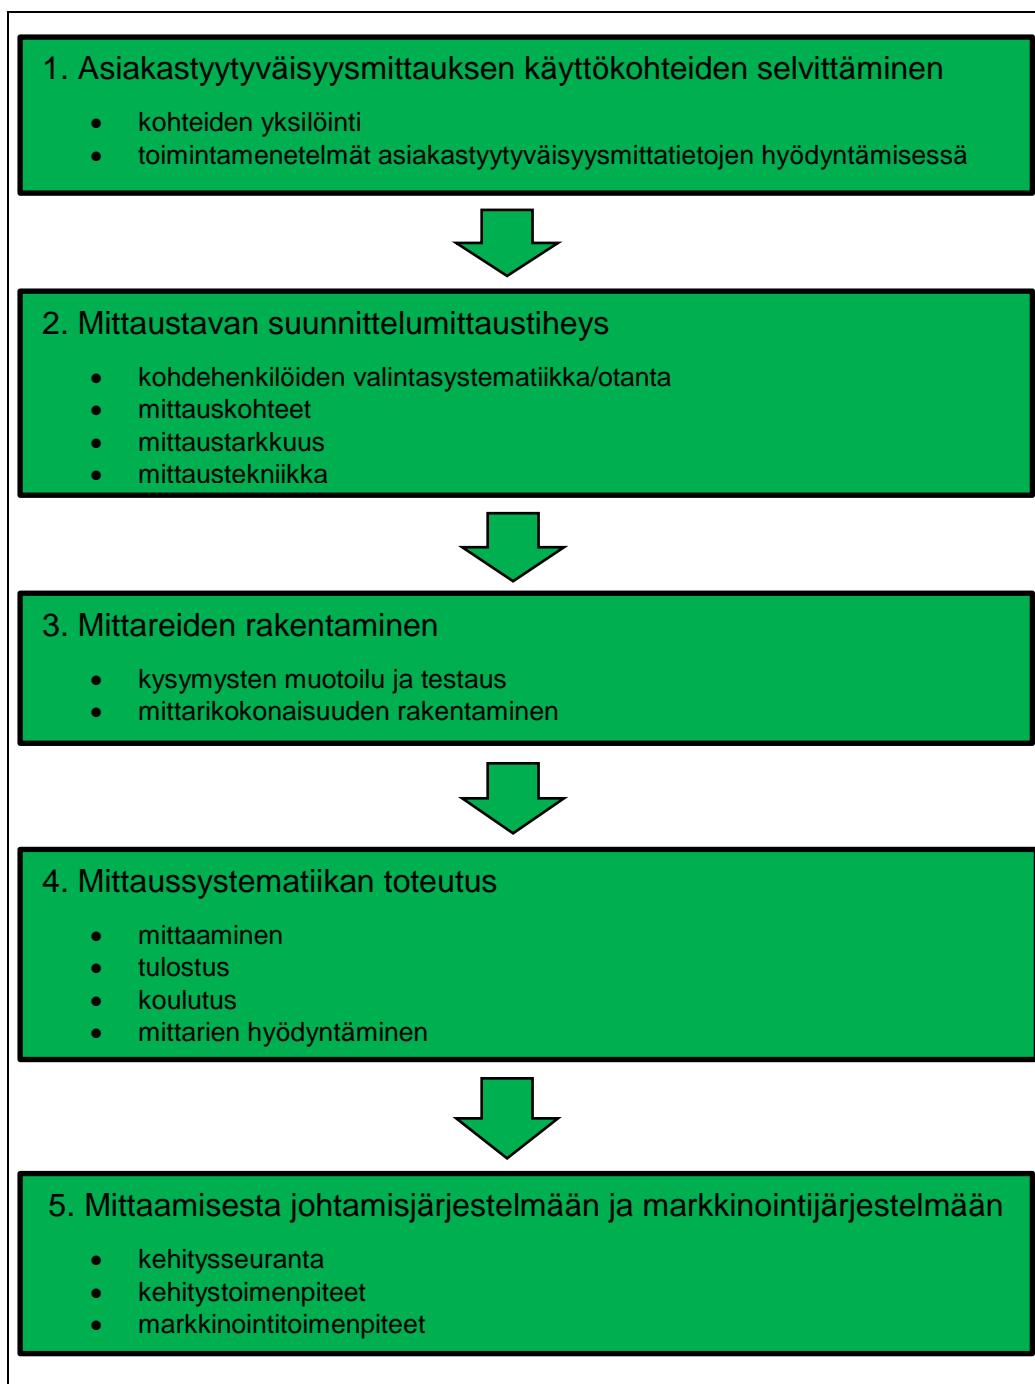 1. Asiakastyytyväisyysmittauksen käyttökohteiden selvittäminen
• kohteiden yksilöinti
• toimintamenetelmät asiakastyytyväisyysmittatietojen hyödyntämisessä
2. Mittaustavan suunnittelumittaustiheys
• kohdehenkilöiden valintasystematiikka/otanta
• mittauskohteet
• mittaustarkkuus
• mittaustekniikka
3. Mittareiden rakentaminen
• kysymysten muotoilu ja testaus
• mittarikokonaisuuden rakentaminen
4. Mittaussystematiikan toteutus
• mittaaminen
• tulostus
• koulutus
• mittarien hyödyntäminen
5. Mittaamisesta johtamisjärjestelmään ja markkinointijärjestelmään
• kehitysseuranta
• kehitystoimenpiteet
• markkinointitoimenpiteet